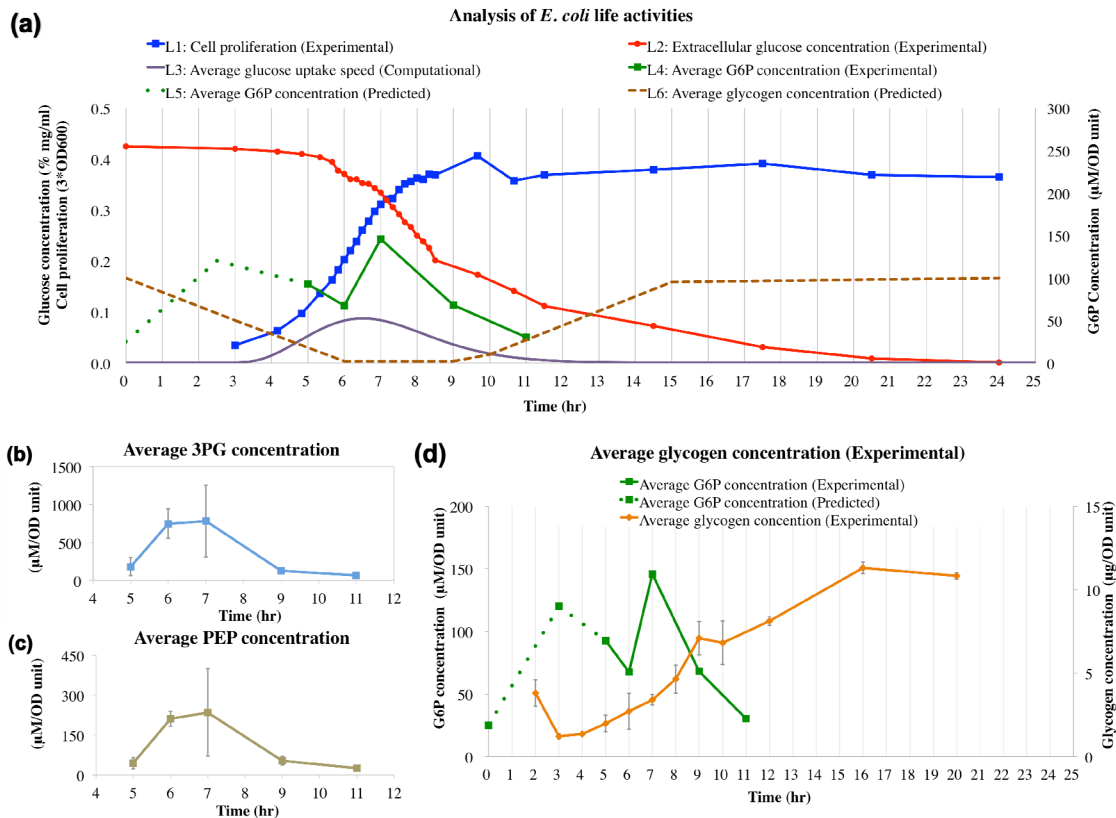 (a)
Analysis of E. coli life activities
L1: Cell proliferation (Experimental)
L2: Extracellular glucose concentration (Experimental)
L3: Average glucose uptake speed (Computational)
L4: Average G6P concentration (Experimental)
L5: Average G6P concentration (Predicted)
L6: Average glycogen concentration (Predicted)
Glucose concentration (% mg/ml)
Cell proliferation (3*OD600)
0.5
0.4
0.3
0.2
0.1
0.0
300
250
200
150
100
50
0
G6P Concentration (µM/OD unit)
0 1 2 3 4 5 6 7 8 9 10 11 12 13 14 15 16 17 18 19 20 21 22 23 24 25
Time (hr)
(b)
Average 3PG concentration
(µM/OD unit)
1500
1000
500
0
4 5 6 7 8 9 10 11 12
Time (hr)
(c)
Average PEP concentration
(µM/OD unit)
450
300
150
0
4 5 6 7 8 9 10 11 12
Time (hr)
(d)
Average glycogen concentration (Experimental)
Average G6P concentration (Experimental)
Average G6P concentration (Predicted)
Average glycogen concention (Experimental)
G6P concentration (µM/OD unit)
200
150
100
50
0
15
10
5
0
Glycogen concentration (µg/OD unit)
0 1 2 3 4 5 6 7 8 9 10 11 12 13 14 15 16 17 18 19 20 21 22 23 24 25
Time (hr)